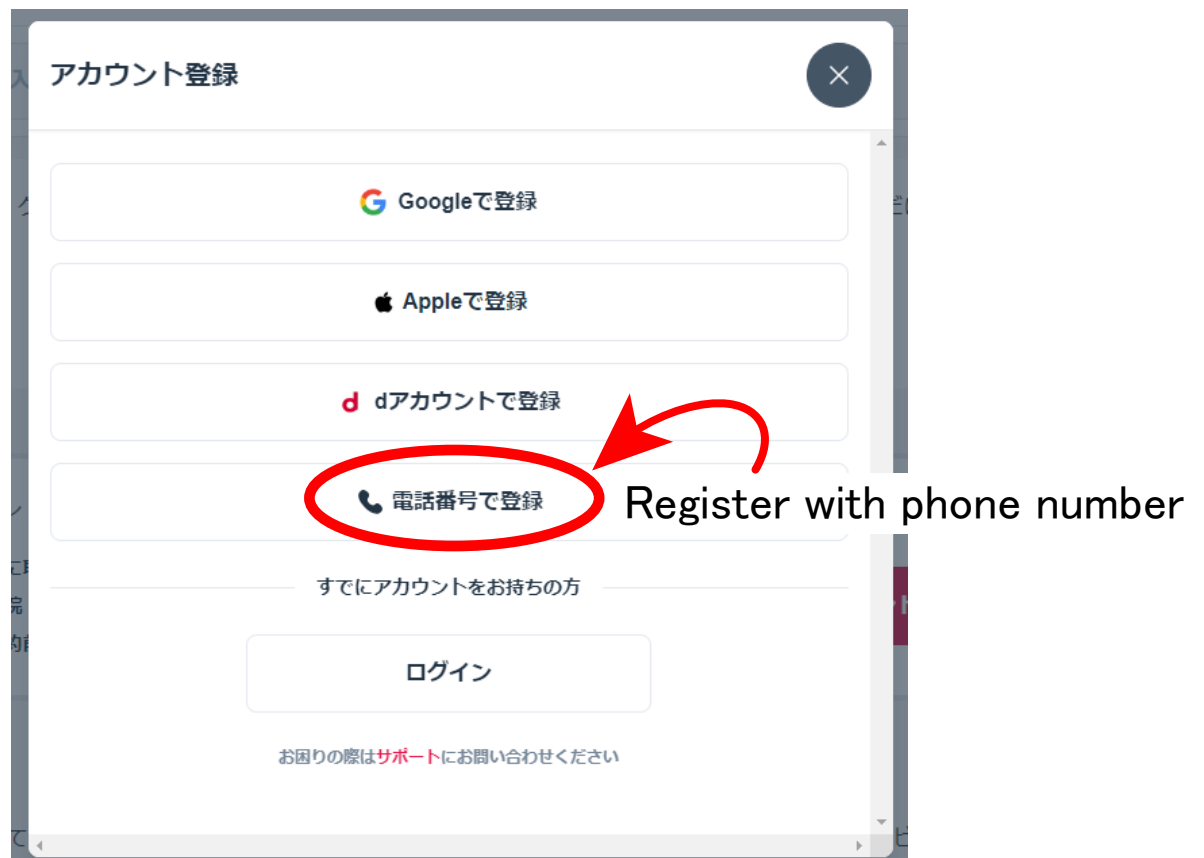 アカウント登録
Googleで登録
Appleで登録
d dアカウントで登録
電話番号で登録
Register with phone number
すでにアカウントをお持ちの方
ログイン
お困りの際はサポートにお問い合わせください